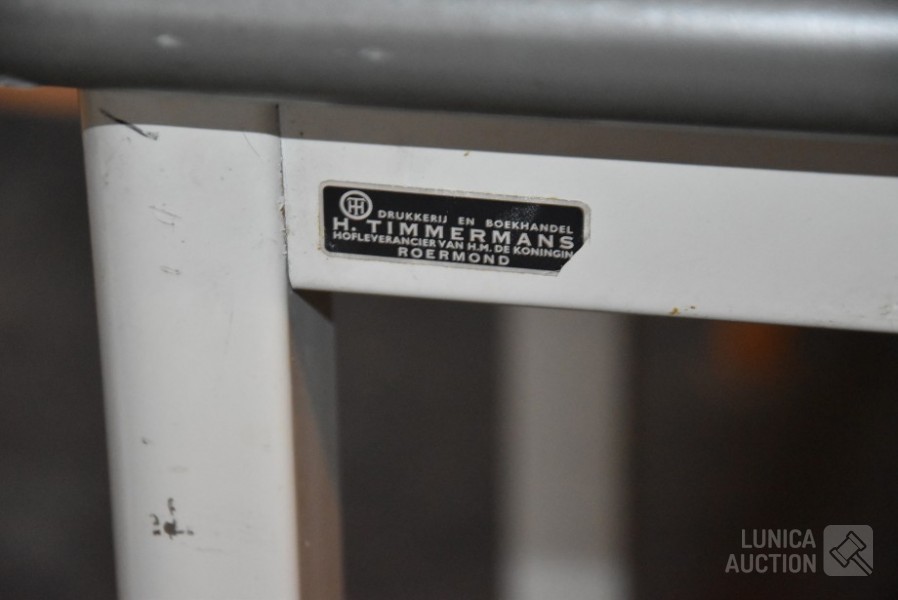 DRUKKERIJ EN BOEKHANDEL
H. TIMMERMANS
HOFLEVERANCIER VAN H.M. DE KONINGIN
ROERMOND
LUNICA
AUCTION